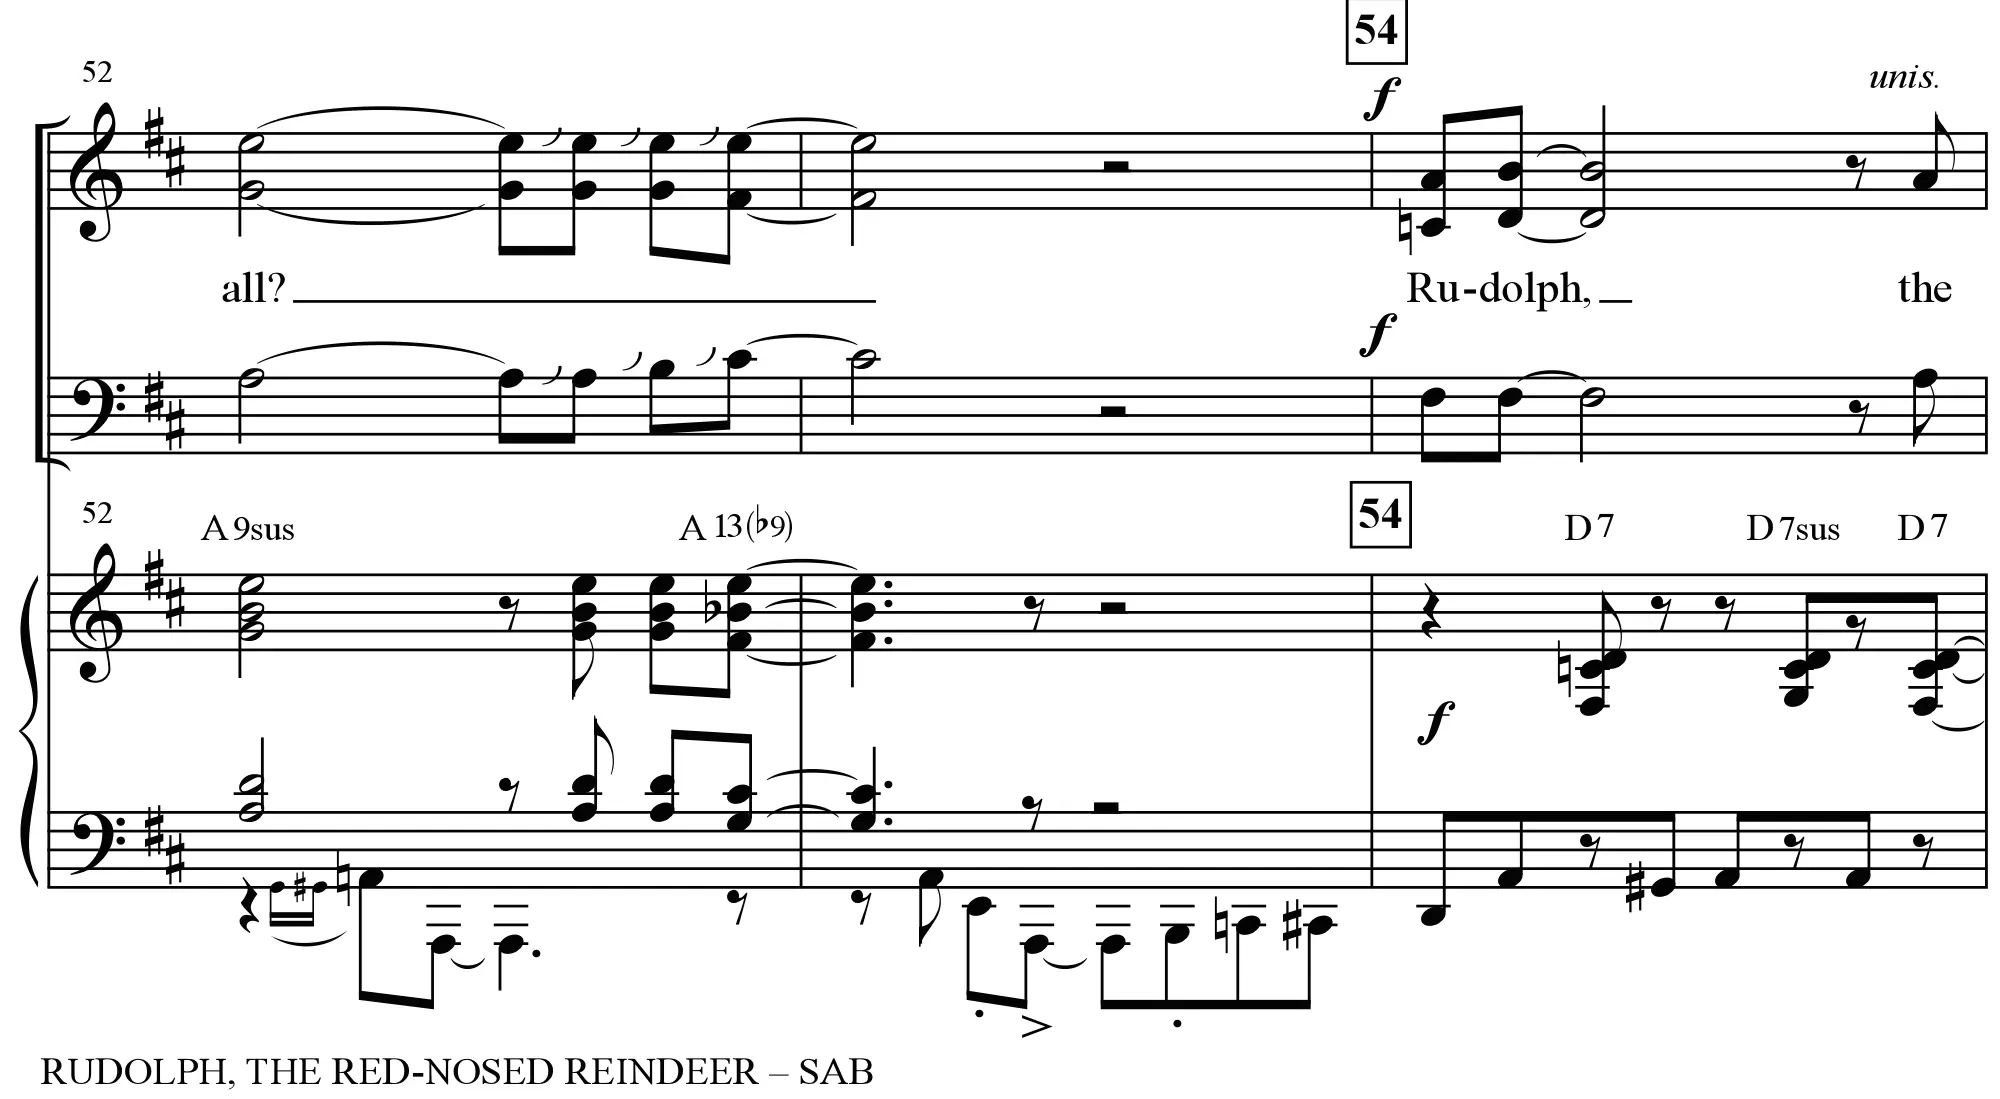 54
52
f
unis.
all? Ru-dolph, the
f
52
54
A 9sus A 13(♭9) D 7 D 7sus D 7
f
RUDOLPH, THE RED-NOSED REINDEER – SAB